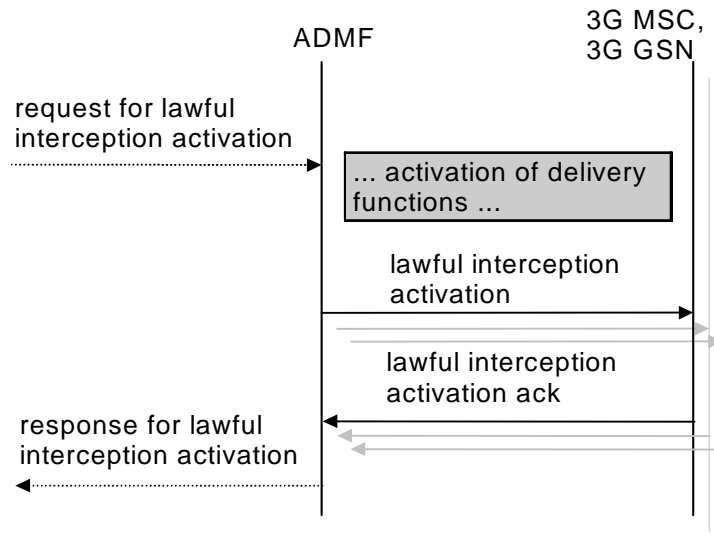 ADMF
3G MSC,
3G GSN
request for lawful
interception activation
... activation of delivery
functions ...
lawful interception
activation
lawful interception
activation ack
response for lawful
interception activation